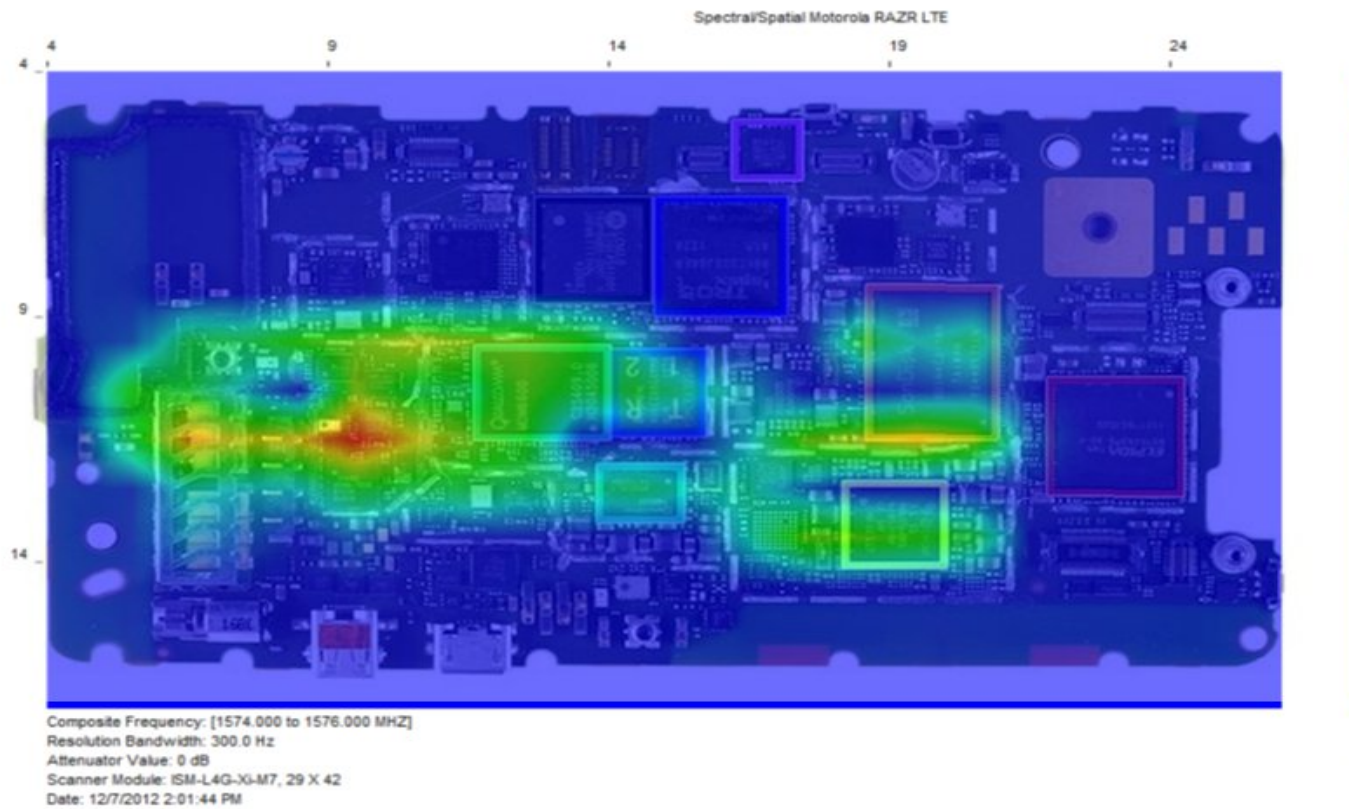 Spectral/Spatial Motorola RAZR LTE
4 9 14 19 24
4
9
14
Composite Frequency: [1574.000 to 1576.000 MHZ]
Resolution Bandwidth: 300.0 Hz
Attenuator Value: 0 dB
Scanner Module: ISM-L4G-Xi-M7, 29 X 42
Date: 12/7/2012 2:01:44 PM